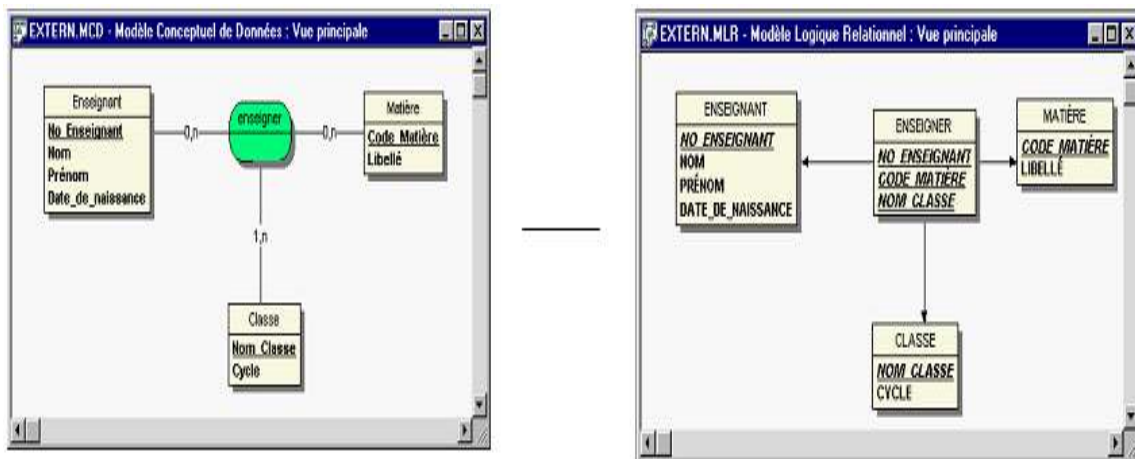 EXTERN.MCD - Modèle Conceptuel de Données : Vue principale
Enseignant
No Enseignant
Nom
Prénom
Date_de_naissance
0,n
enseigner
0,n
Matière
Code Matière
Libellé
1,n
Classe
Nom Classe
Cycle
EXTERN.MLR - Modèle Logique Relationnel : Vue principale
ENSEIGNANT
NO ENSEIGNANT
NOM
PRÉNOM
DATE_DE_NAISSANCE
ENSEIGNER
NO ENSEIGNANT
CODE MATIÈRE
NOM CLASSE
MATIÈRE
CODE MATIÈRE
LIBELLÉ
CLASSE
NOM CLASSE
CYCLE